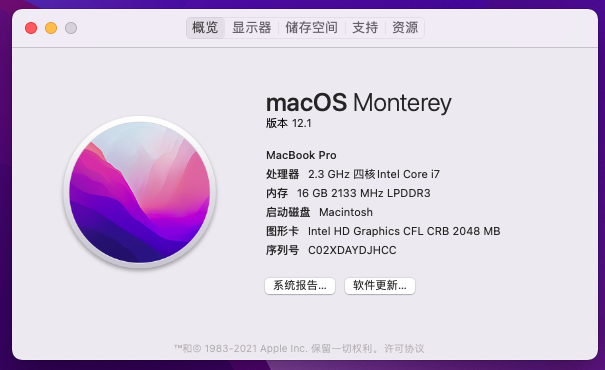 概览 显示器 储存空间 支持 资源
macOS Monterey
版本 12.1
MacBook Pro
处理器 2.3 GHz 四核Intel Core i7
内存 16 GB 2133 MHz LPDDR3
启动磁盘 Macintosh
图形卡 Intel HD Graphics CFL CRB 2048 MB
序列号 C02XDAYDJHCC
系统报告... 软件更新...
™和© 1983-2021 Apple Inc. 保留一切权利。许可协议